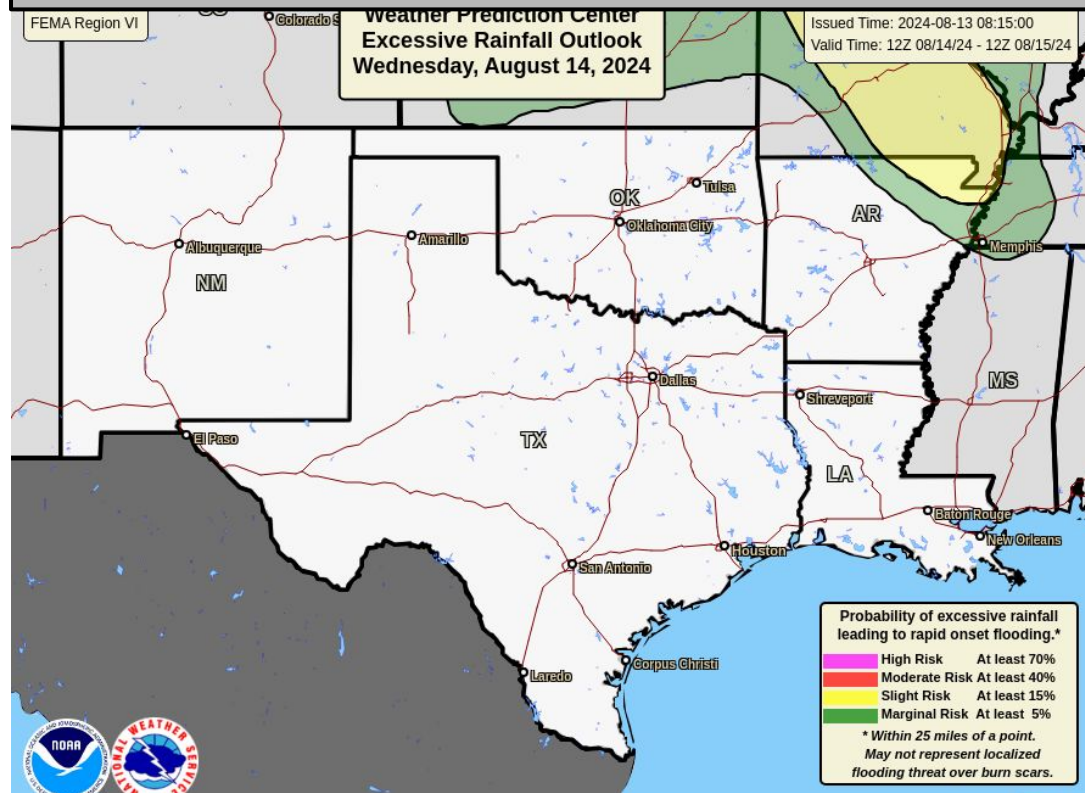 FEMA Region VI
Weather Prediction Center
Excessive Rainfall Outlook
Wednesday, August 14, 2024
Issued Time: 2024-08-13 08:15:00
Valid Time: 12Z 08/14/24 - 12Z 08/15/24
Colorado S
Tulsa
OK
Oklahoma City
AR
Albuquerque
Amarillo
Memphis
NM
Dallas
MS
Shreveport
El Paso
TX
LA
Baton Rouge
New Orleans
Houston
San Antonio
Corpus Christi
Laredo
Probability of excessive rainfall
leading to rapid onset flooding.*
High Risk At least 70%
Moderate Risk At least 40%
Slight Risk At least 15%
Marginal Risk At least 5%
* Within 25 miles of a point.
May not represent localized
flooding threat over burn scars.
NOAA
NATIONAL WEATHER SERVICE